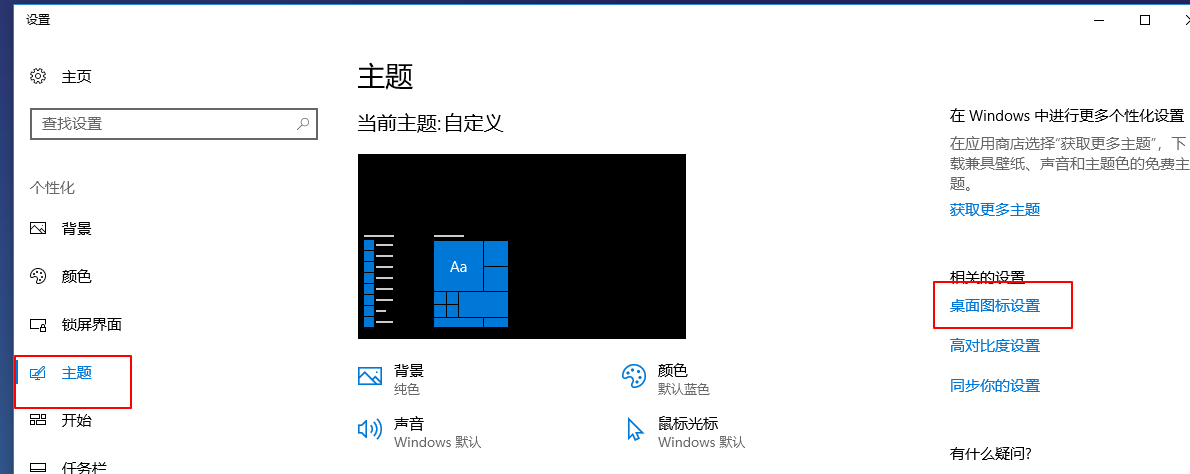 设置
主页
查找设置
个性化
背景
颜色
锁屏界面
主题
开始
任务栏
主题
当前主题: 自定义
Aa
背景
纯色
颜色
默认蓝色
声音
Windows 默认
鼠标光标
Windows 默认
在 Windows 中进行更多个性化设置
在应用商店选择"获取更多主题"，下
载兼具壁纸、声音和主题色的免费主
题。
获取更多主题
相关的设置
桌面图标设置
高对比度设置
同步你的设置
有什么疑问?